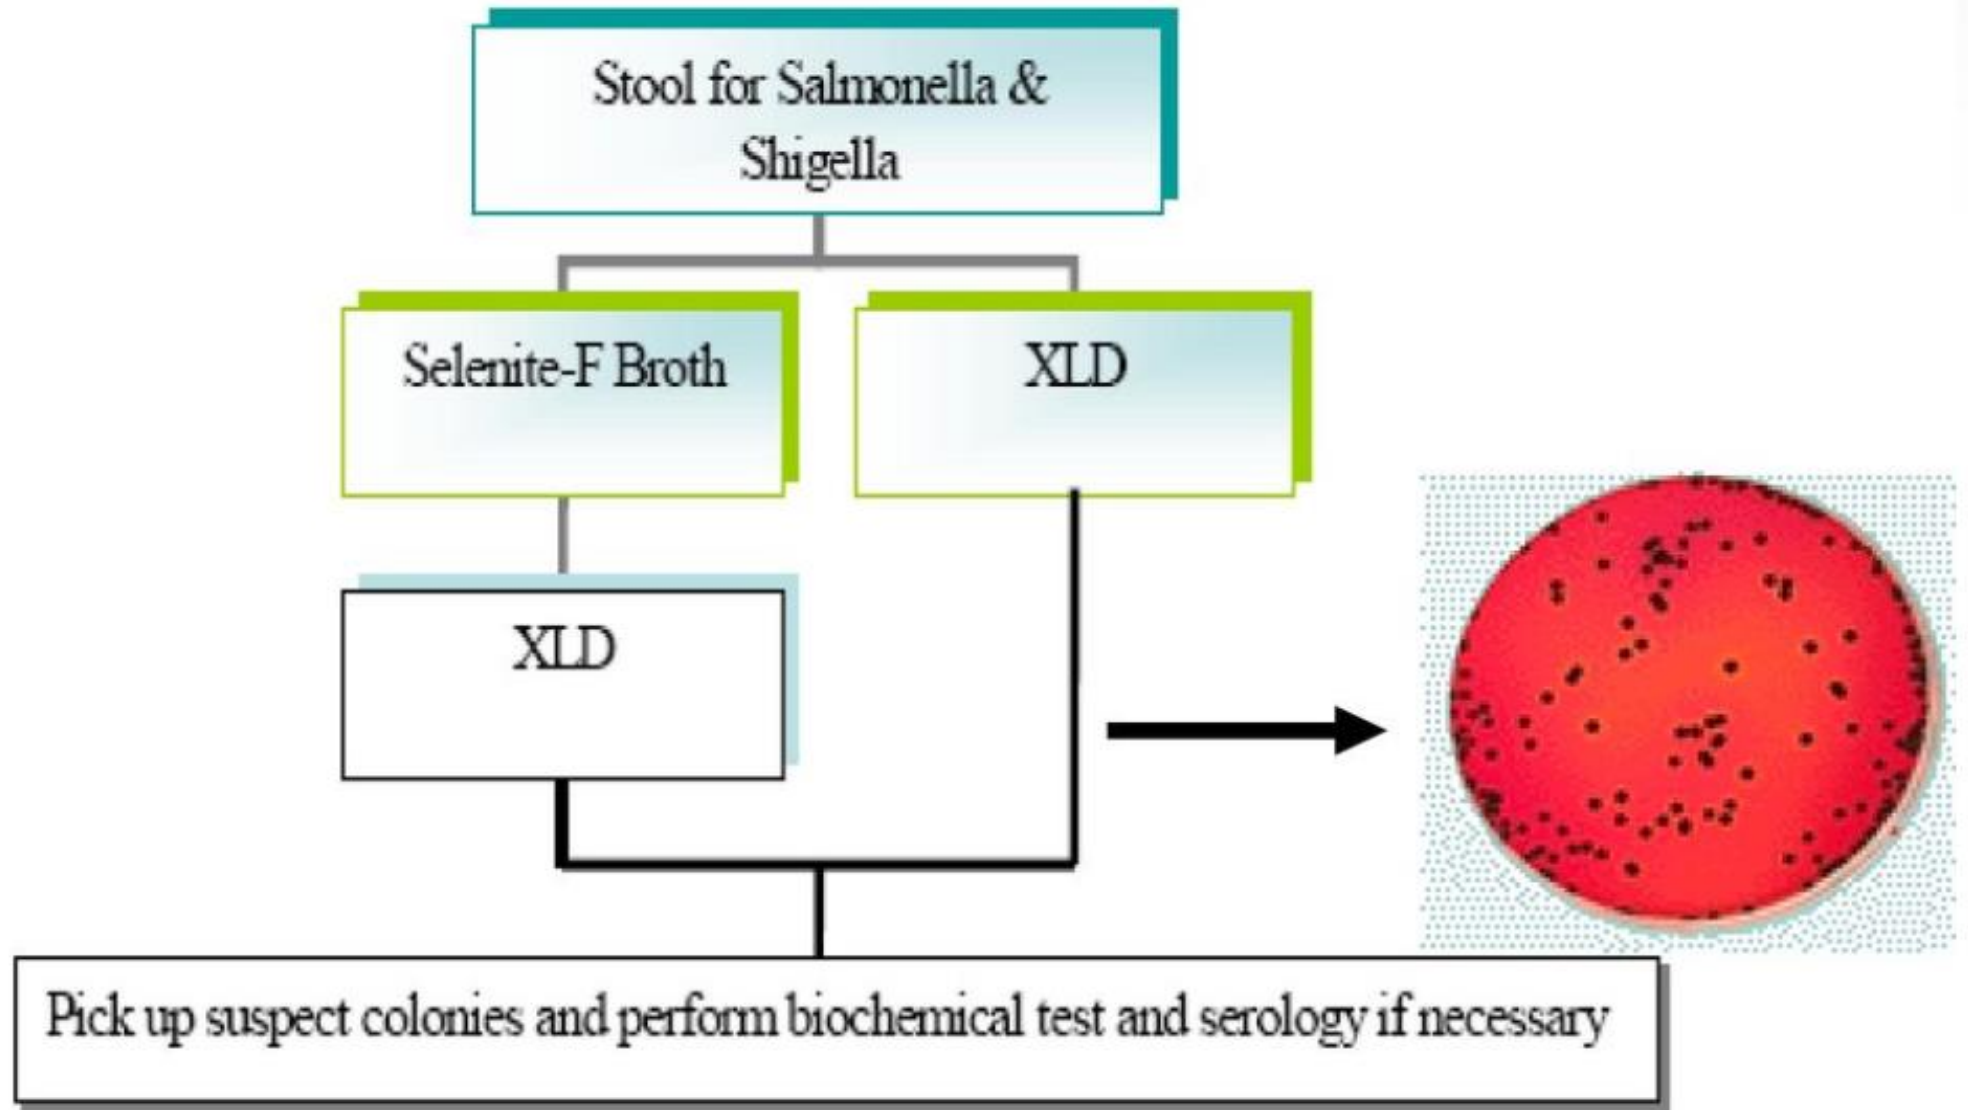 Stool for Salmonella &
Shigella
Selenite-F Broth
XLD
XLD
Pick up suspect colonies and perform biochemical test and serology if necessary